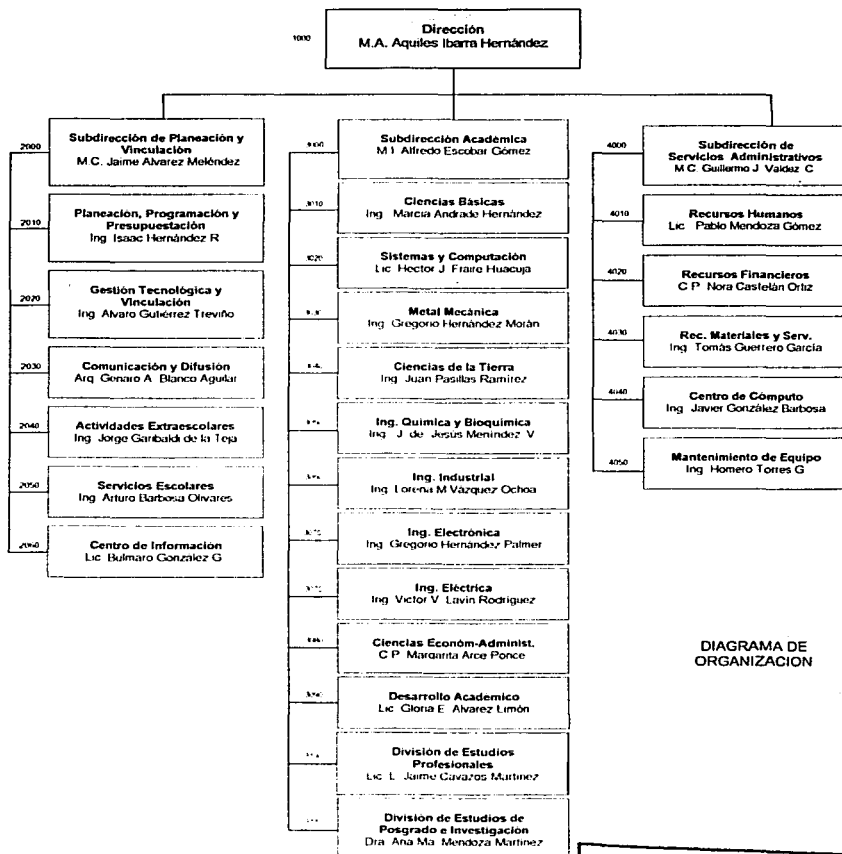 1000
Dirección
M.A. Aquiles Ibarra Hernández
2000
Subdirección de Planeación y
Vinculación
M.C. Jaime Alvarez Meléndez
2010
Planeación, Programación y
Presupuestación
Ing Isaac Hernández R
2020
Gestión Tecnológica y
Vinculación
Ing Alvaro Gutiérrez Treviño
2030
Comunicación y Difusión
Arq Genaro A Blanco Aguilar
2040
Actividades Extraescolares
Ing Jorge Garibaldi de la Teja
2050
Servicios Escolares
Ing Arturo Barbosa Olivares
2060
Centro de Información
Lic Bulmaro González G
3000
Subdirección Académica
M.I. Alfredo Escobar Gómez
3010
Ciencias Básicas
Ing Marcia Andrade Hernández
3020
Sistemas y Computación
Lic Hector J Fraire Huacuja
Metal Mecánica
Ing Gregorio Hernández Morán
Ciencias de la Tierra
Ing Juan Pasillas Ramírez
Ing. Química y Bioquímica
Ing J de Jesús Menindez V
Ing. Industrial
Ing Lorena M Vázquez Ochoa
Ing. Electrónica
Ing Gregorio Hernández Palmer
Ing. Eléctrica
Ing Victor V Lavín Rodríguez
Ciencias Económ-Administ.
C P Margarita Arce Ponce
Desarrollo Académico
Lic Gloria E Alvarez Limón
División de Estudios
Profesionales
Lic L Jaime Cavazos Martinez
División de Estudios de
Posgrado e Investigación
Dra Ana Ma Mendoza Martinez
4000
Subdirección de
Servicios Administrativos
M C Guillermo J Valdez C
4010
Recursos Humanos
Lic Pablo Mendoza Gómez
4020
Recursos Financieros
C P Nora Castelán Ortiz
4030
Rec. Materiales y Serv.
Ing Tomás Guerrero García
4040
Centro de Cómputo
Ing Javier González Barbosa
4050
Mantenimiento de Equipo
Ing Homero Torres G
DIAGRAMA DE
ORGANIZACION